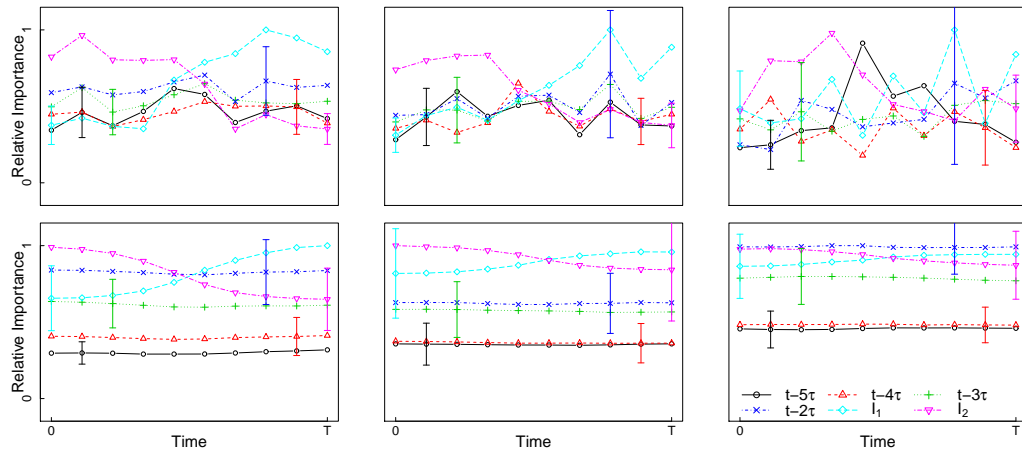 Relative Importance
1
0
Relative Importance
1
0
t−5τ t−4τ t−3τ
t−2τ I₁ I₂
0 T 0 T 0 T
Time Time Time